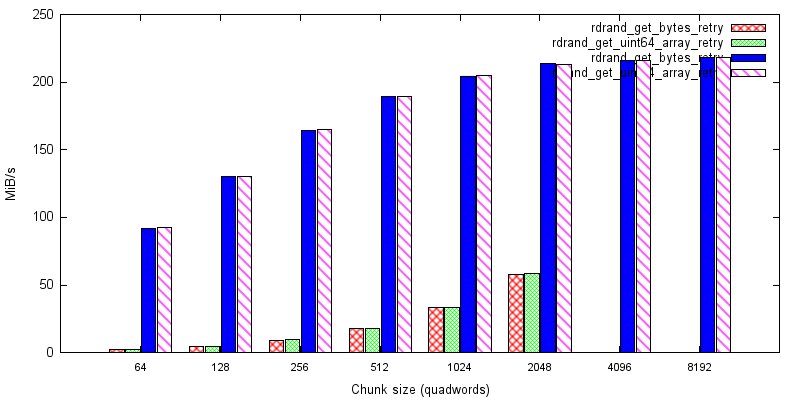 250
200
150
100
50
0
MiB/s
rdrand_get_bytes_retry
rdrand_get_uint64_array_retry
rdrand_get_bytes_retry
64
128
256
512
1024
2048
4096
8192
Chunk size (quadwords)